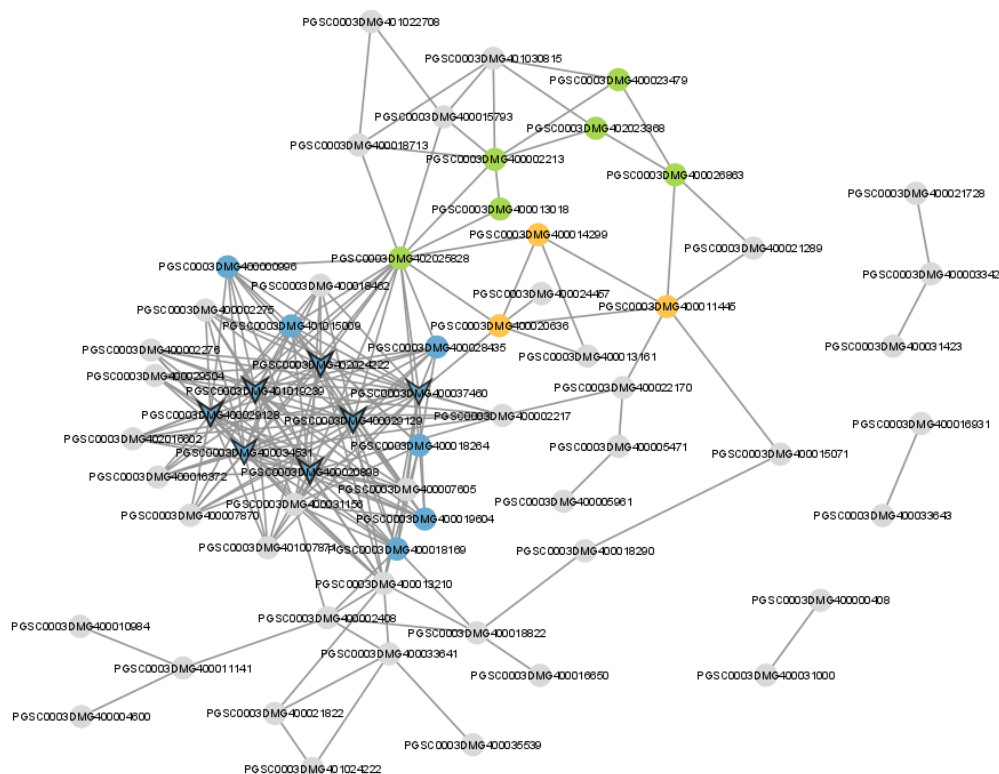 PGSC0003DMG401022708
PGSC0003DMG401030815
PGSC0003DMG400023479
PGSC0003DMG400015793
PGSC0003DMG402023368
PGSC0003DMG400018713
PGSC0003DMG400002213
PGSC0003DMG400026863
PGSC0003DMG400021728
PGSC0003DMG400013018
PGSC0003DMG400014299
PGSC0003DMG400021289
PGSC0003DMG402025828
PGSC0003DMG400000996
PGSC0003DMG400003342
PGSC0003DMG400018462
PGSC0003DMG400024457
PGSC0003DMG400011445
PGSC0003DMG400002275
PGSC0003DMG401015009
PGSC0003DMG400020636
PGSC0003DMG400031423
PGSC0003DMG400028435
PGSC0003DMG400002276
PGSC0003DMG400013161
PGSC0003DMG402024222
PGSC0003DMG400029504
PGSC0003DMG400022170
PGSC0003DMG401019239
PGSC0003DMG400037460
PGSC0003DMG400029128
PGSC0003DMG400002217
PGSC0003DMG400029129
PGSC0003DMG400016931
PGSC0003DMG402016602
PGSC0003DMG400018264
PGSC0003DMG400005471
PGSC0003DMG400034531
PGSC0003DMG400015071
PGSC0003DMG400020898
PGSC0003DMG400016372
PGSC0003DMG400007605
PGSC0003DMG400005961
PGSC0003DMG400031156
PGSC0003DMG400007870
PGSC0003DMG400033643
PGSC0003DMG400019604
PGSC0003DMG400018169
PGSC0003DMG400018290
PGSC0003DMG400013210
PGSC0003DMG400000408
PGSC0003DMG400002408
PGSC0003DMG400010984
PGSC0003DMG400018822
PGSC0003DMG400033641
PGSC0003DMG400011141
PGSC0003DMG400016650
PGSC0003DMG400031000
PGSC0003DMG400021822
PGSC0003DMG400004600
PGSC0003DMG400035539
PGSC0003DMG401024222